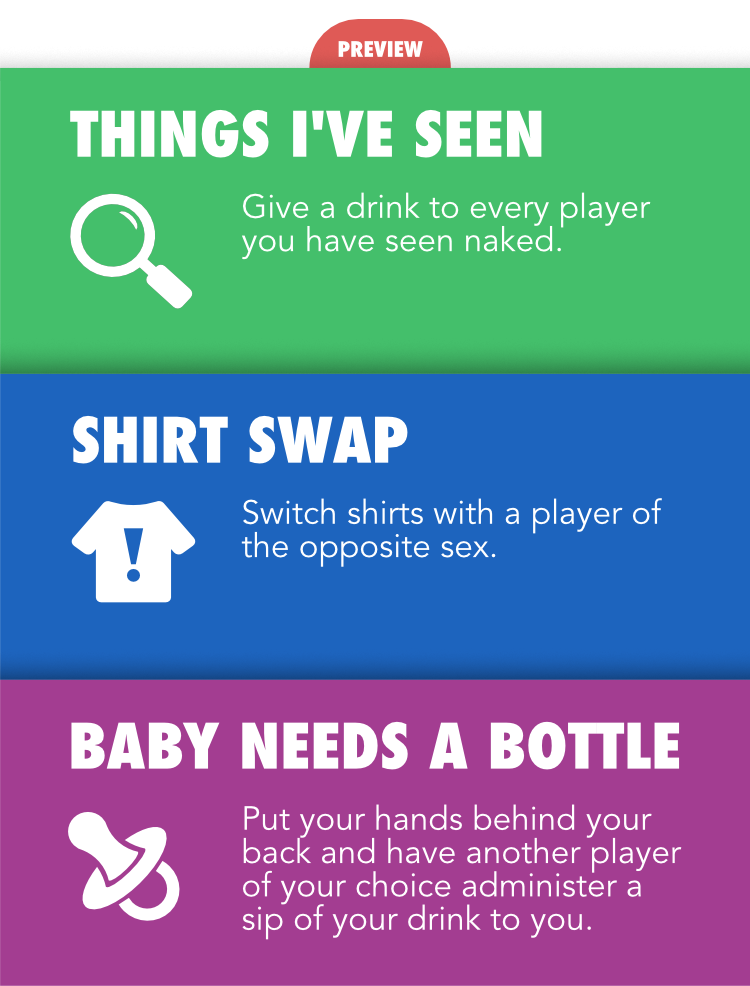 PREVIEW
THINGS I'VE SEEN
Give a drink to every player
you have seen naked.
SHIRT SWAP
Switch shirts with a player of
the opposite sex.
!
BABY NEEDS A BOTTLE
Put your hands behind your
back and have another player
of your choice administer a
sip of your drink to you.